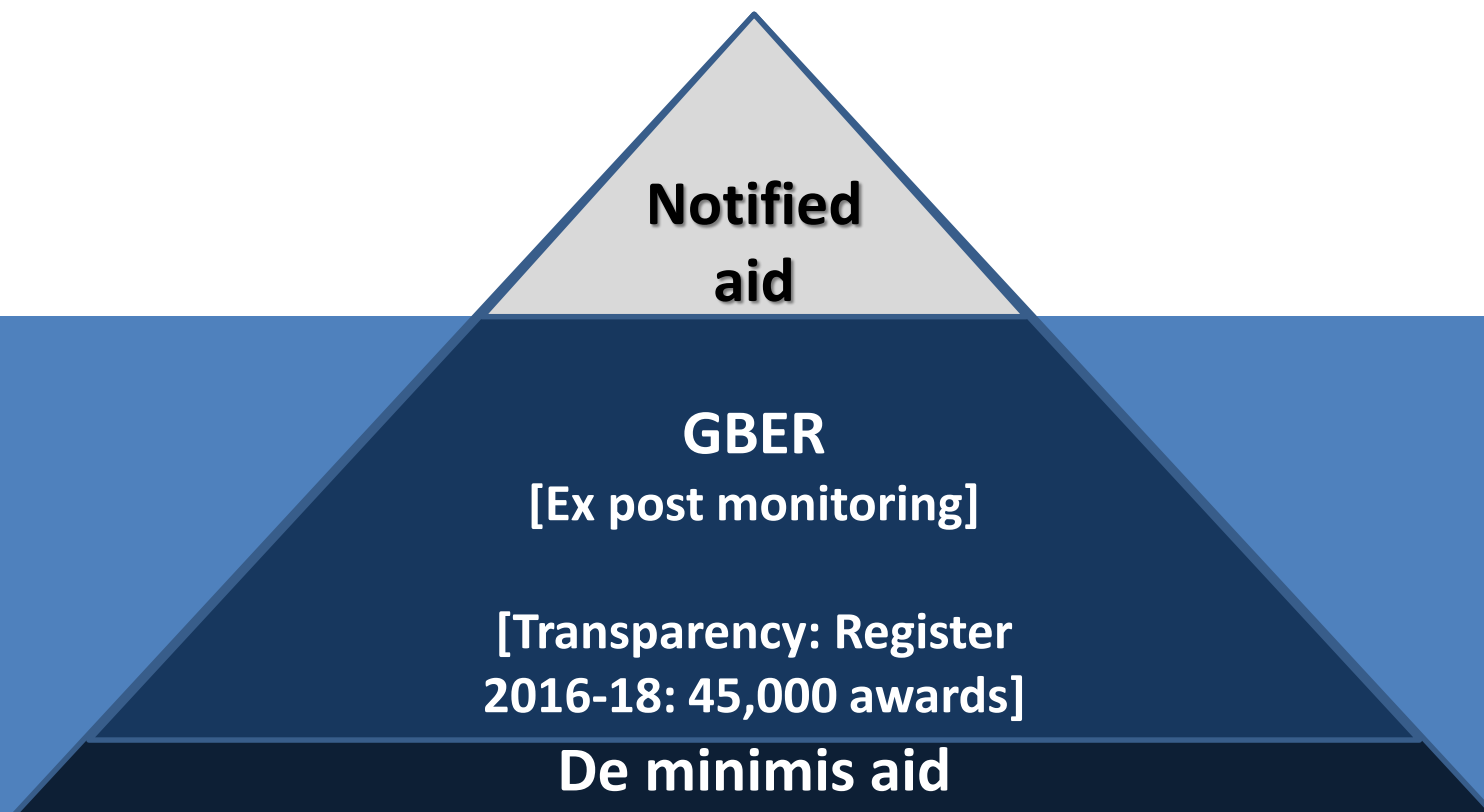 Notified
aid
GBER
[Ex post monitoring]
[Transparency: Register
2016-18: 45,000 awards]
De minimis aid